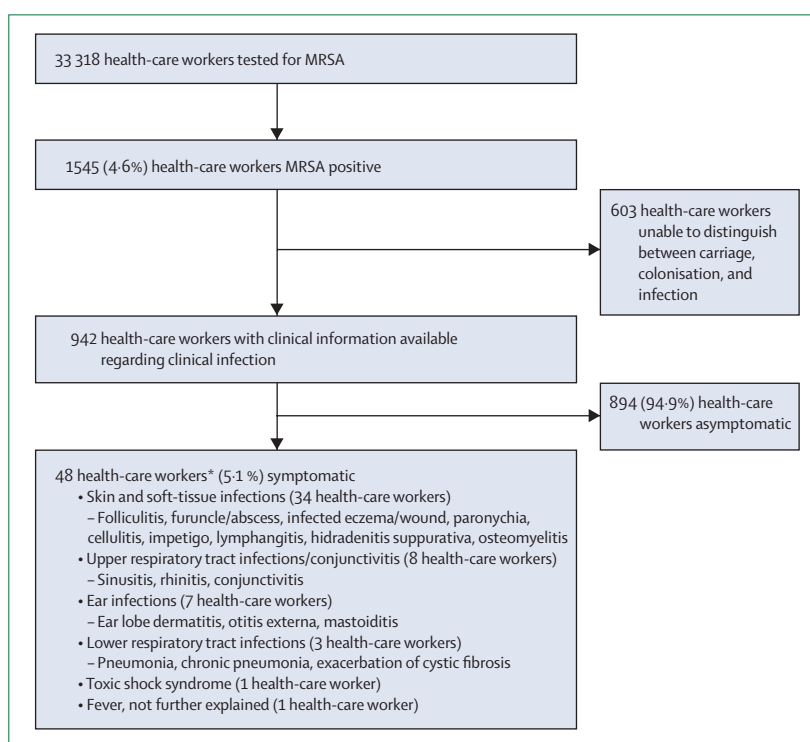 33 318 health-care workers tested for MRSA
1545 (4·6%) health-care workers MRSA positive
603 health-care workers
unable to distinguish
between carriage,
colonisation, and
infection
942 health-care workers with clinical information available
regarding clinical infection
894 (94·9%) health-care
workers asymptomatic
48 health-care workers* (5·1 %) symptomatic
• Skin and soft-tissue infections (34 health-care workers)
– Folliculitis, furuncle/abscess, infected eczema/wound, paronychia,
cellulitis, impetigo, lymphangitis, hidradenitis suppurativa, osteomyelitis
• Upper respiratory tract infections/conjunctivitis (8 health-care workers)
– Sinusitis, rhinitis, conjunctivitis
• Ear infections (7 health-care workers)
– Ear lobe dermatitis, otitis externa, mastoiditis
• Lower respiratory tract infections (3 health-care workers)
– Pneumonia, chronic pneumonia, exacerbation of cystic fibrosis
• Toxic shock syndrome (1 health-care worker)
• Fever, not further explained (1 health-care worker)